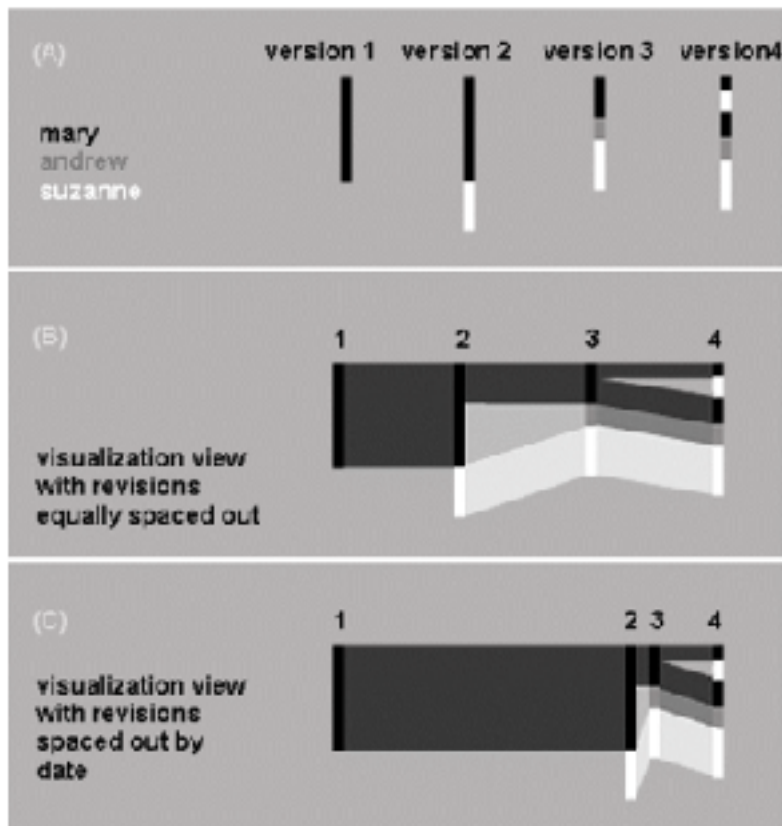 (A)
version 1 version 2 version 3 version4
mary
andrew
suzanne
(B)
1 2 3 4
visualization view
with revisions
equally spaced out
(C)
1 2 3 4
visualization view
with revisions
spaced out by
date